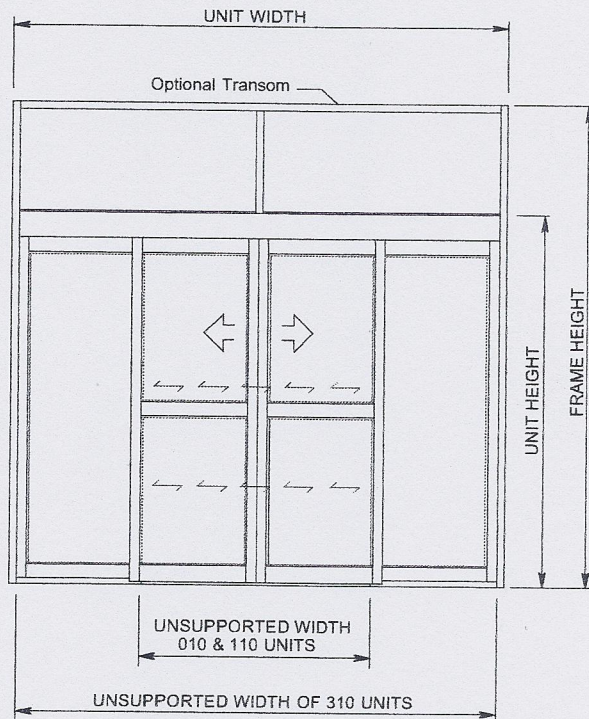 UNIT WIDTH
Optional Transom
UNIT HEIGHT
FRAME HEIGHT
UNSUPPORTED WIDTH
010 & 110 UNITS
UNSUPPORTED WIDTH OF 310 UNITS